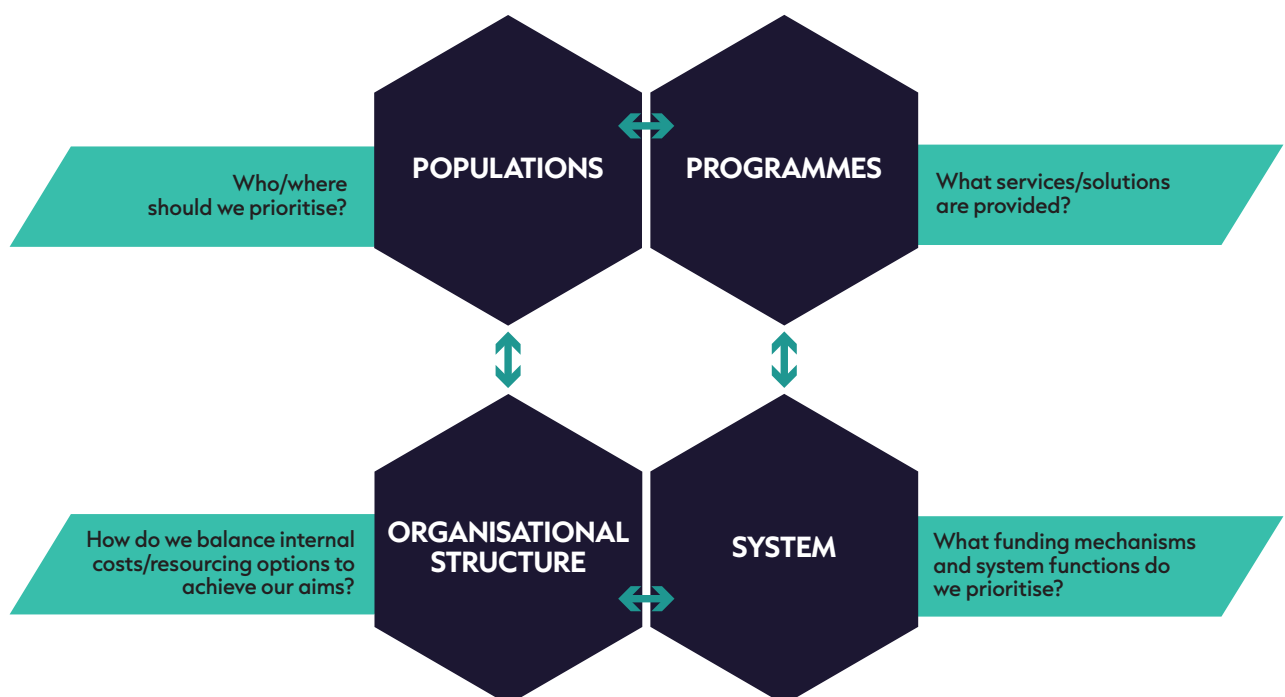 POPULATIONS
PROGRAMMES
Who/where
should we prioritise?
What services/solutions
are provided?
ORGANISATIONAL
STRUCTURE
SYSTEM
How do we balance internal
costs/resourcing options to
achieve our aims?
What funding mechanisms
and system functions do
we prioritise?